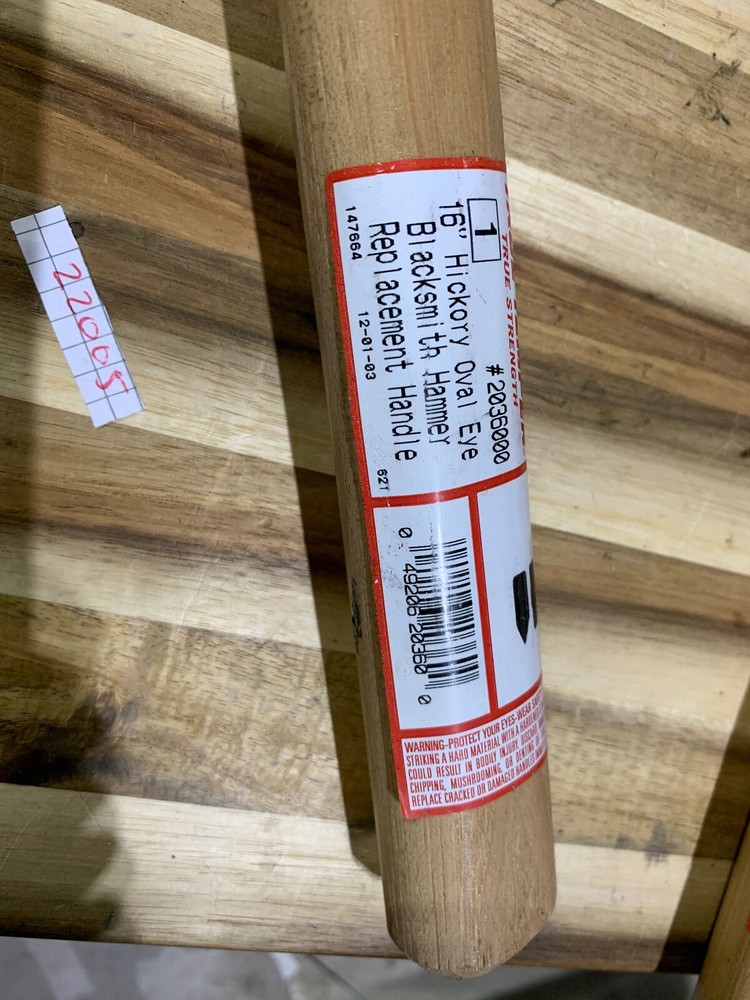 TRUE STRENGTH
1
#2036000
16" Hickory Oval Eye
Blacksmith Hammer
Replacement Handle
147664
12-01-03
621
0 49206 20360 0
WARNING-PROTECT YOUR EYES-WEAR
STRIKING A HARD MATERIAL WITH A
COULD RESULT IN BODILY INJURY.
CHIPPING, MUSHROOMING, OR
REPLACE CRACKED OR DAMAGED HANDLES
22005